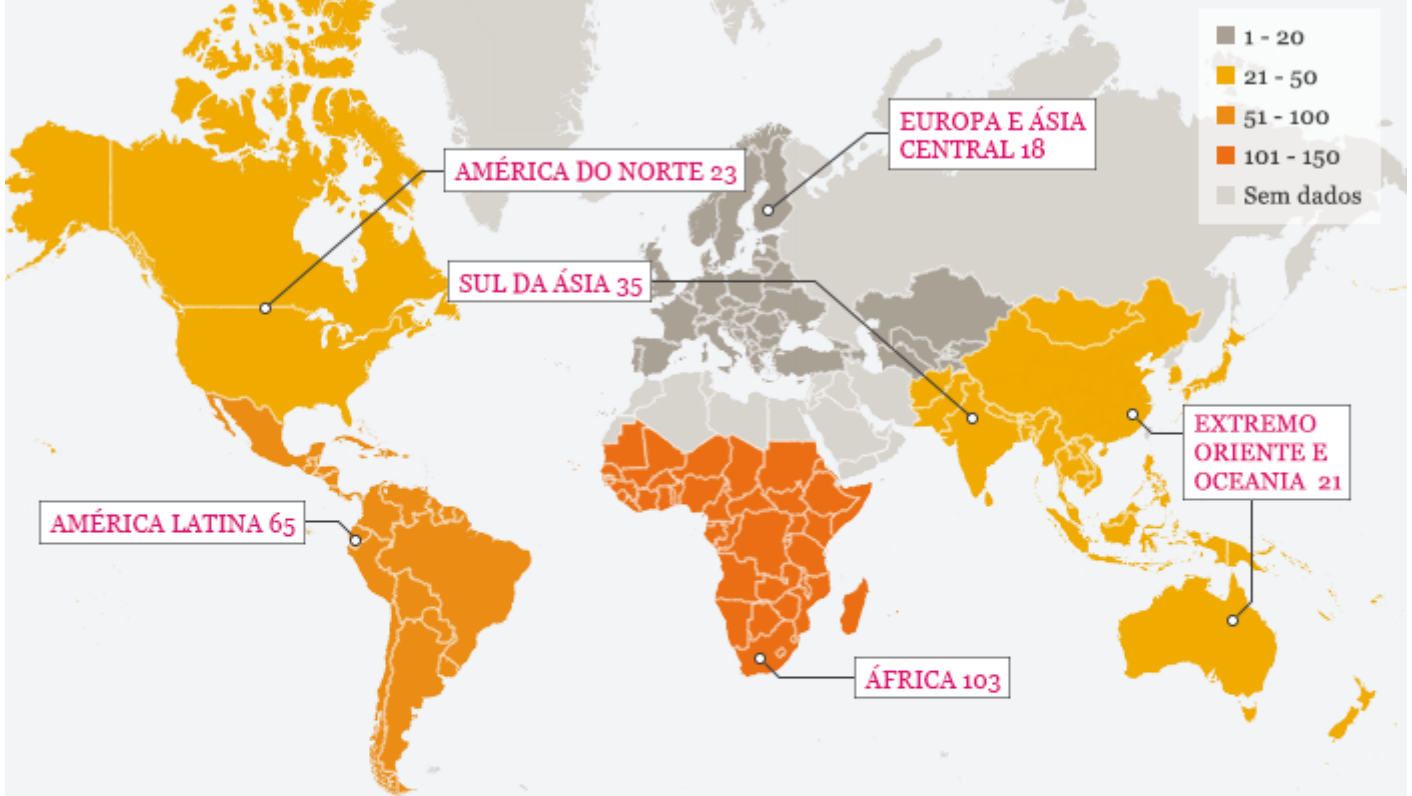 1 - 20
21 - 50
51 - 100
101 - 150
Sem dados
EUROPA E ÁSIA
CENTRAL 18
AMÉRICA DO NORTE 23
SUL DA ÁSIA 35
EXTREMO
ORIENTE E
OCEANIA 21
AMÉRICA LATINA 65
ÁFRICA 103